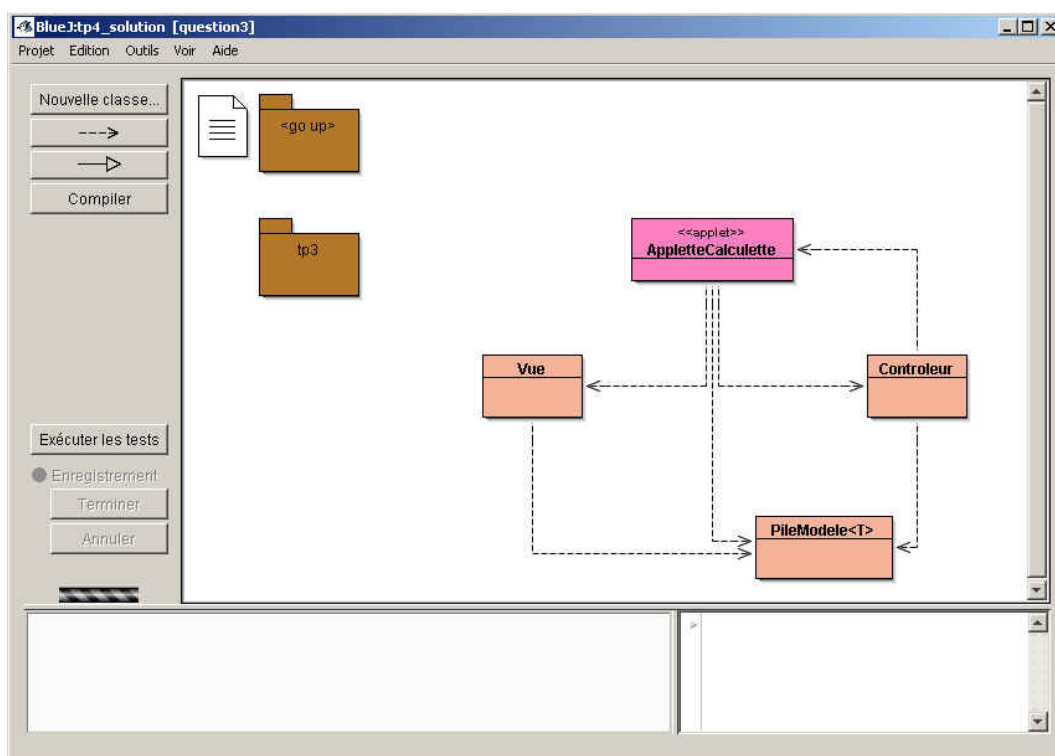 BlueJ:tp4_solution [question3]
Projet Edition Outils Voir Aide
Nouvelle classe...
Compiler
Exécuter les tests
Enregistrement
Terminer
Annuler
<go up>
tp3
<<applet>>
AppletteCalculette
Vue
Controleur
PileModele<T>